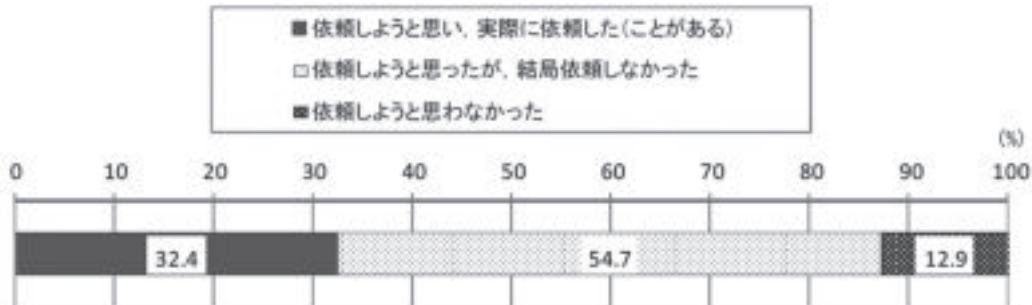 ■依頼しようと思い，実際に依頼した(ことがある)
□依頼しようと思ったが，結局依頼しなかった
■依頼しようと思わなかった
(%)
0 10 20 30 40 50 60 70 80 90 100
32.4 54.7 12.9